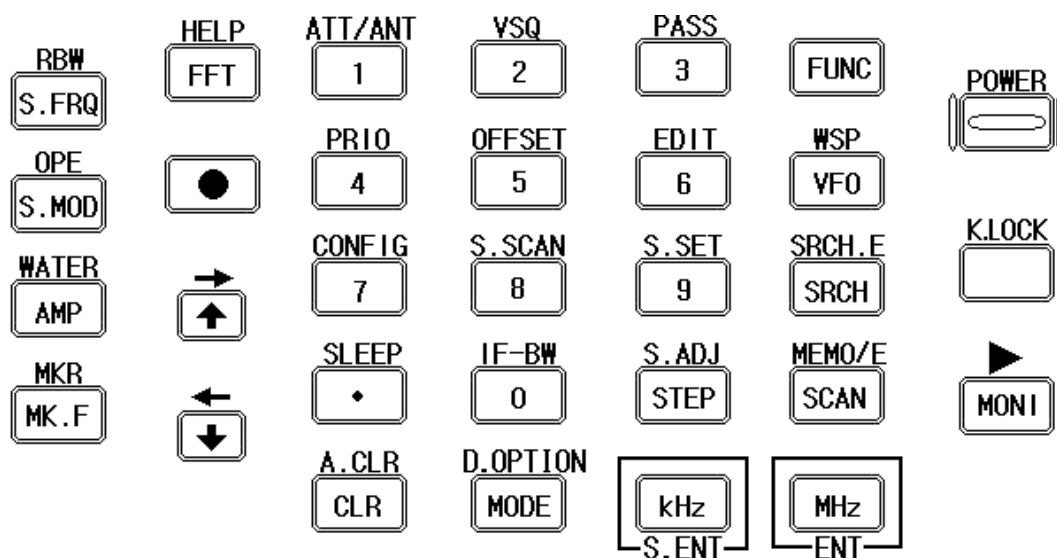 HELP ATT/ANT VSQ PASS
RBW FFT 1 2 3 FUNC POWER
S.FRQ
OPE PRIO OFFSET EDIT WSP
S.MOD 4 5 6 VFO
WATER CONFIG S.SCAN S.SET SRCH.E K.LOCK
AMP 7 8 9 SRCH
MKR SLEEP IF-BW S.ADJ MEMO/E
MK.F . 0 STEP SCAN MONI
A.CLR D.OPTION
CLR MODE kHz MHz
S.ENT ENT